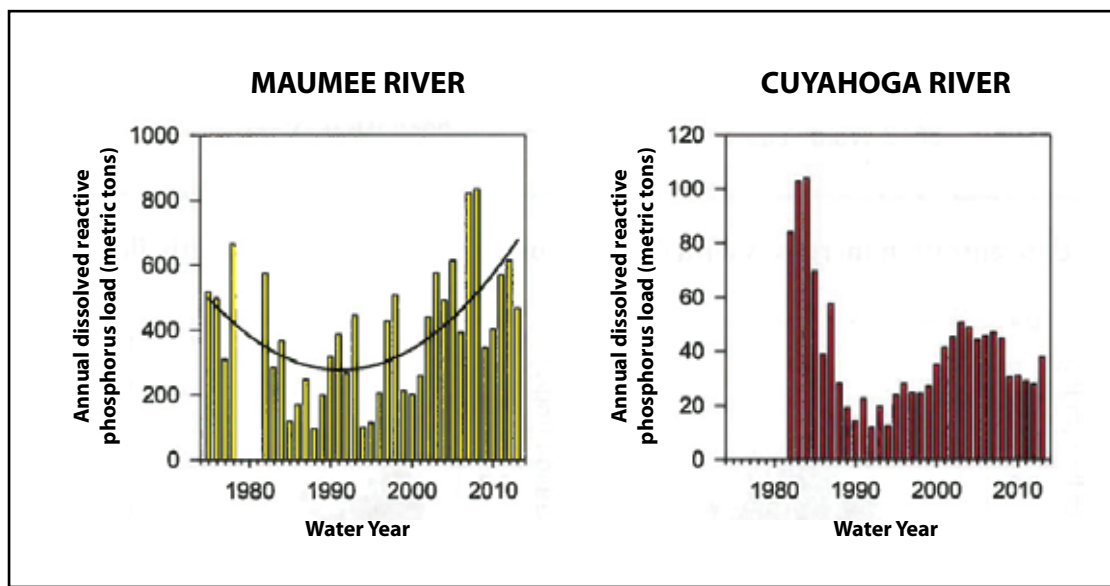 MAUMEE RIVER
Annual dissolved reactive
phosphorus load (metric tons)
1000
800
600
400
200
0
1980
1990
2000
2010
Water Year
CUYAHOGA RIVER
Annual dissolved reactive
phosphorus load (metric tons)
120
100
80
60
40
20
0
1980
1990
2000
2010
Water Year